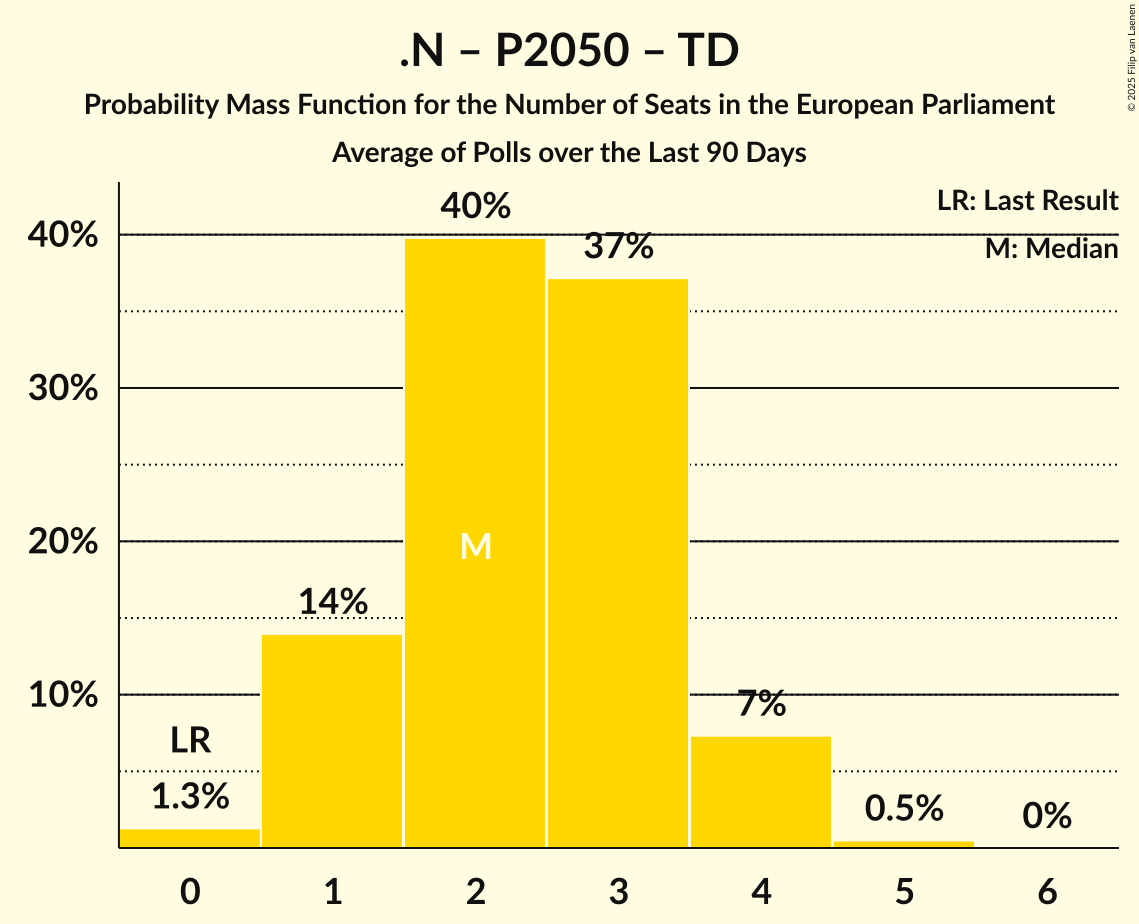 .N – P2050 – TD
Probability Mass Function for the Number of Seats in the European Parliament
Average of Polls over the Last 90 Days
© 2025 Filip van Laenen
LR: Last Result
M: Median
40%
30%
20%
10%
LR
1.3%
14%
40%
M
37%
7%
0.5%
0%
0 1 2 3 4 5 6